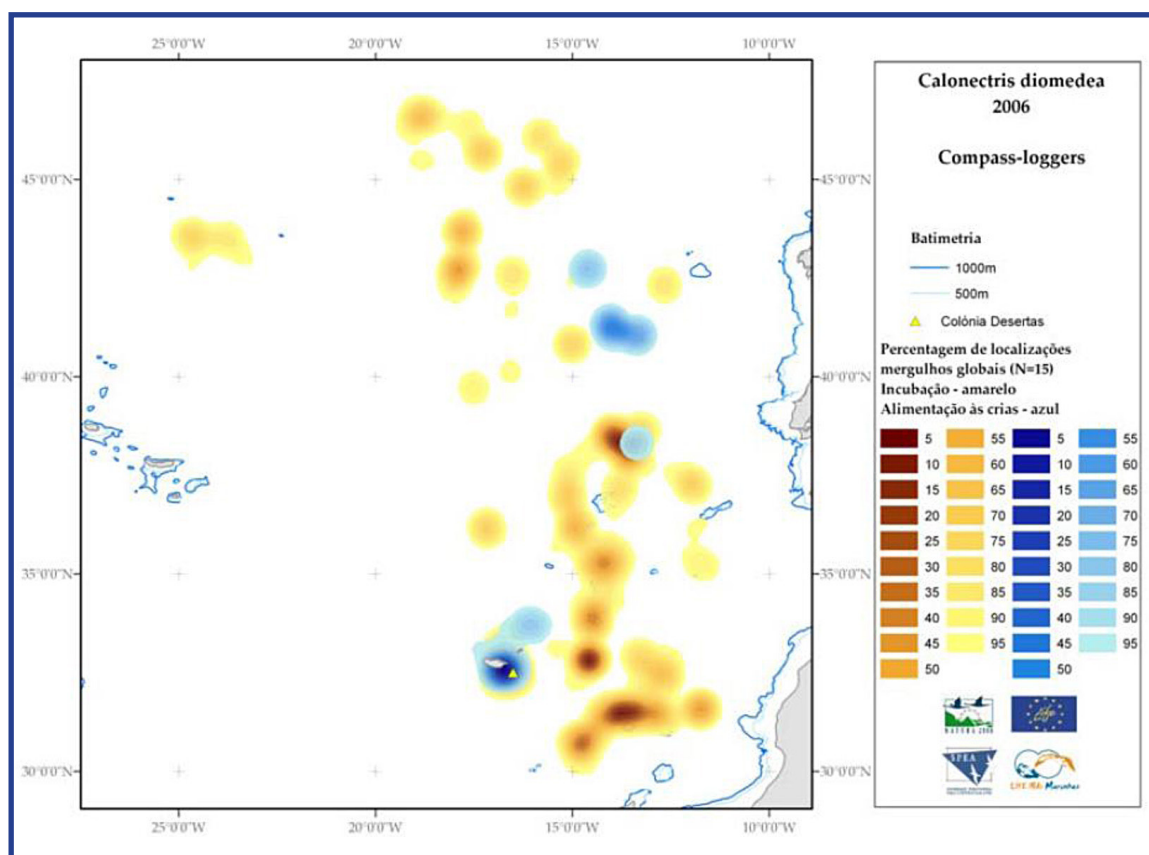 25°0'0"W 20°0'0"W 15°0'0"W 10°0'0"W
45°0'0"N 45°0'0"N
40°0'0"N 40°0'0"N
35°0'0"N 35°0'0"N
30°0'0"N 30°0'0"N
25°0'0"W 20°0'0"W 15°0'0"W 10°0'0"W
Calonectris diomedea
2006
Compass-loggers
Batimetria
1000m
500m
Colónia Desertas
Percentagem de localizações
mergulhos globais (N=15)
Incubação - amarelo
Alimentação às crias - azul
5 55 5 55
10 60 10 60
15 65 15 65
20 70 20 70
25 75 25 75
30 80 30 80
35 85 35 85
40 90 40 90
45 95 45 95
50 50
NATURA 2000
SPEA